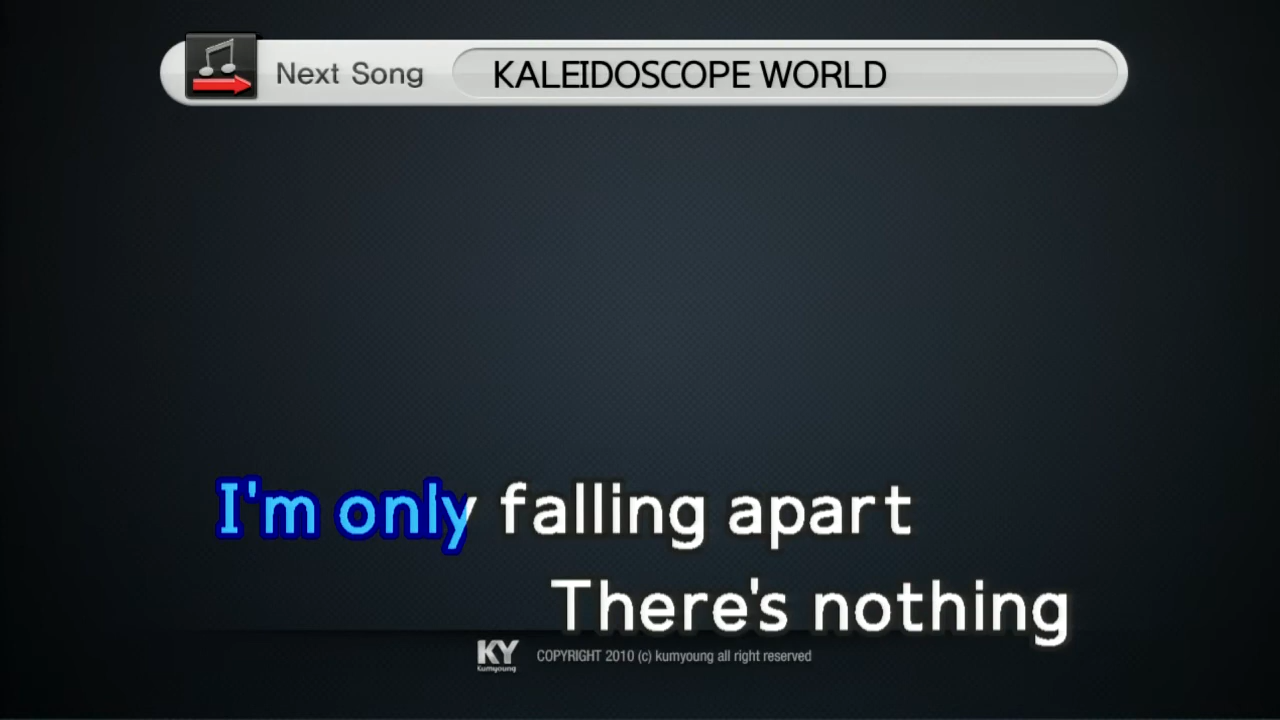 Next Song KALEIDOSCOPE WORLD
I'm only falling apart
There's nothing
KY Kumyoung COPYRIGHT 2010 (c) kumyoung all right reserved